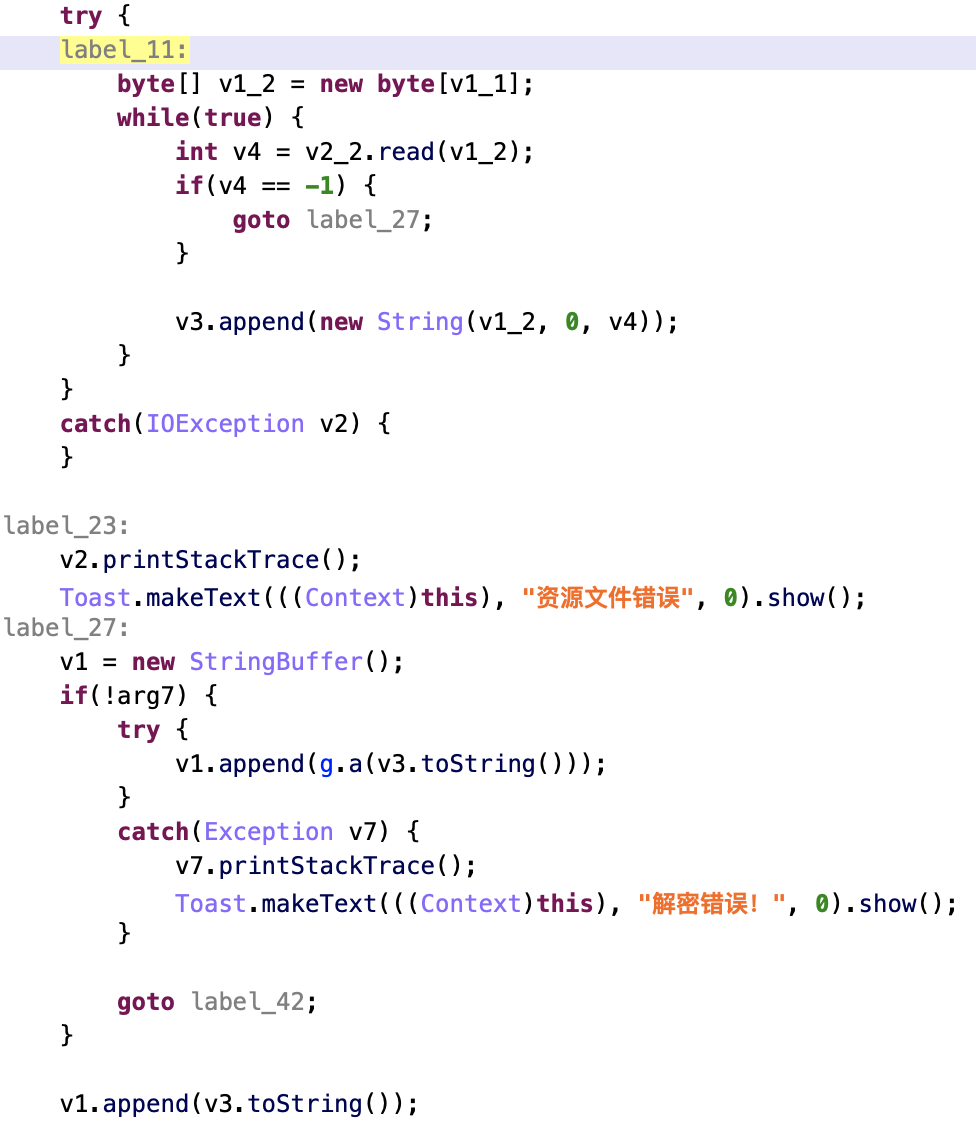 try {
label_11:
byte[] v1_2 = new byte[v1_1];
while(true) {
int v4 = v2_2.read(v1_2);
if(v4 == -1) {
goto label_27;
}
v3.append(new String(v1_2, 0, v4));
}
}
catch(IOException v2) {
}
label_23:
v2.printStackTrace();
Toast.makeText(((Context)this), "资源文件错误", 0).show();
label_27:
v1 = new StringBuffer();
if(!arg7) {
try {
v1.append(g.a(v3.toString()));
}
catch(Exception v7) {
v7.printStackTrace();
Toast.makeText(((Context)this), "解密错误！", 0).show();
}
goto label_42;
}
v1.append(v3.toString());